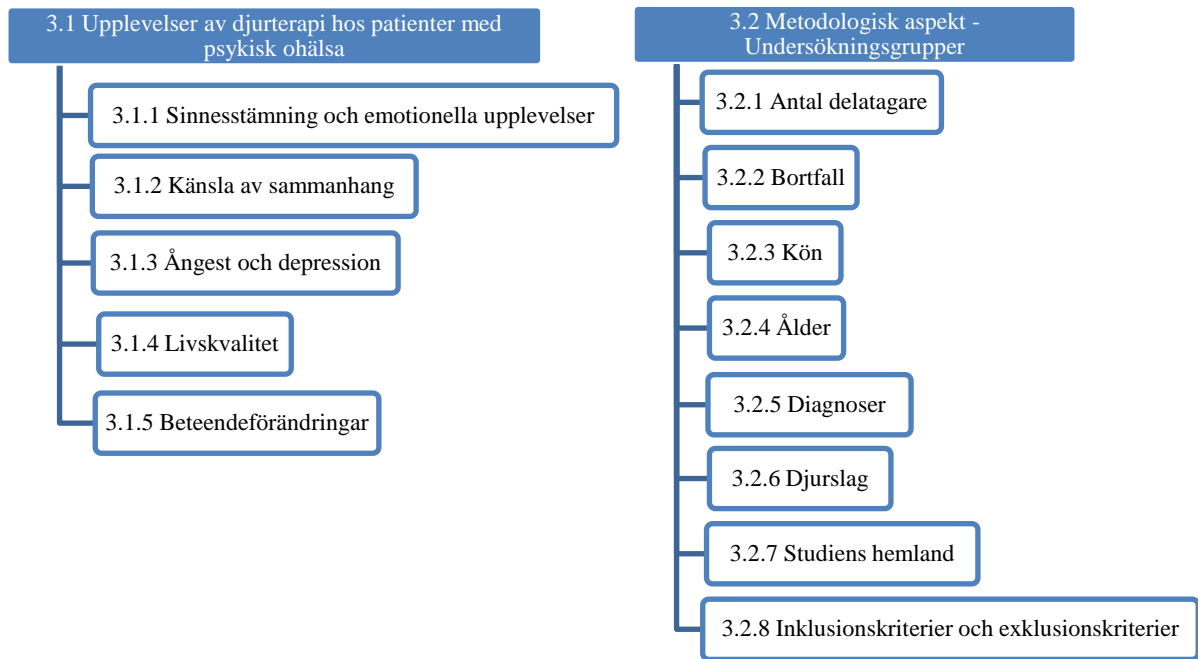 3.1 Upplevelser av djurterapi hos patienter med
psykisk ohälsa
3.1.1 Sinnesstämning och emotionella upplevelser
3.1.2 Känsla av sammanhang
3.1.3 Ångest och depression
3.1.4 Livskvalitet
3.1.5 Beteendeförändringar
3.2 Metodologisk aspekt -
Undersökningsgrupper
3.2.1 Antal delatagare
3.2.2 Bortfall
3.2.3 Kön
3.2.4 Ålder
3.2.5 Diagnoser
3.2.6 Djurslag
3.2.7 Studiens hemland
3.2.8 Inklusionskriterier och exklusionskriterier